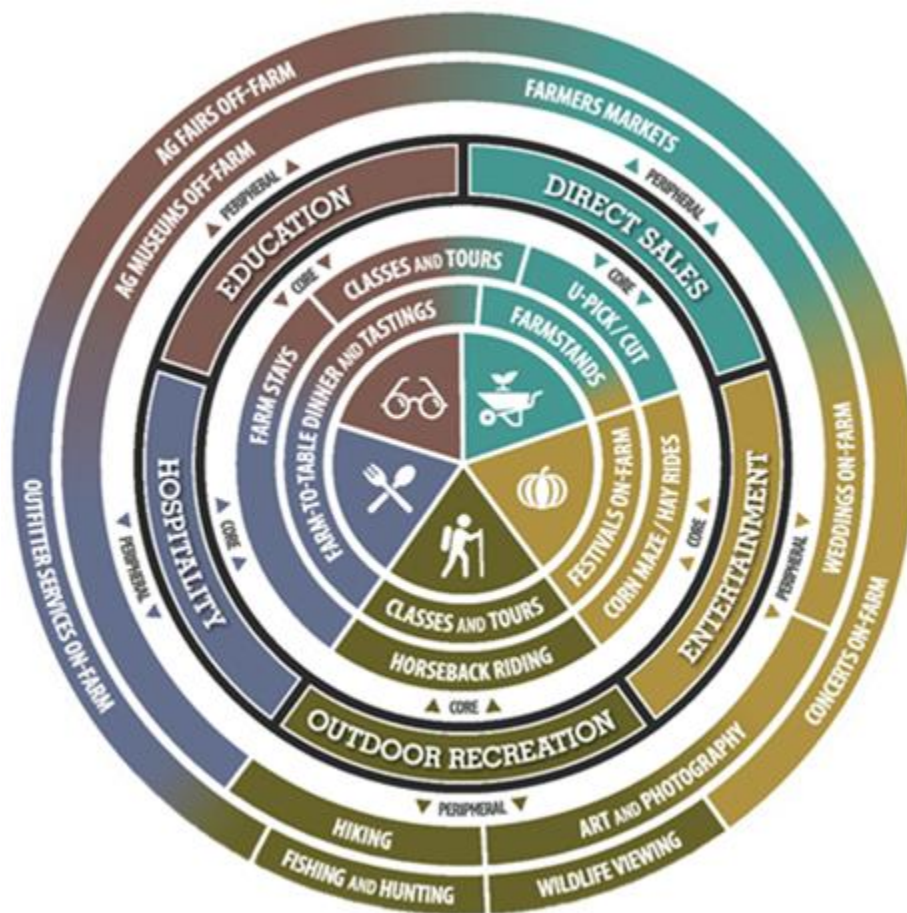 AG FAIRS OFF-FARM
AG MUSEUMS OFF-FARM
FARMERS MARKETS
PERIPHERAL
PERIPHERAL
EDUCATION
DIRECT SALES
CORE
CORE
CLASSES AND TOURS
U-PICK / CUT
FARM STAYS
FARM-TO-TABLE DINNER AND TASTINGS
FARMSTANDS
HOSPITALITY
CORE
PERIPHERAL
OUTFITTER SERVICES ON-FARM
FESTIVALS ON-FARM
CORN MAZE / HAY RIDES
CORE
ENTERTAINMENT
PERIPHERAL
WEDDINGS ON-FARM
CONCERTS ON-FARM
CLASSES AND TOURS
HORSEBACK RIDING
CORE
OUTDOOR RECREATION
PERIPHERAL
HIKING
ART AND PHOTOGRAPHY
FISHING AND HUNTING
WILDLIFE VIEWING